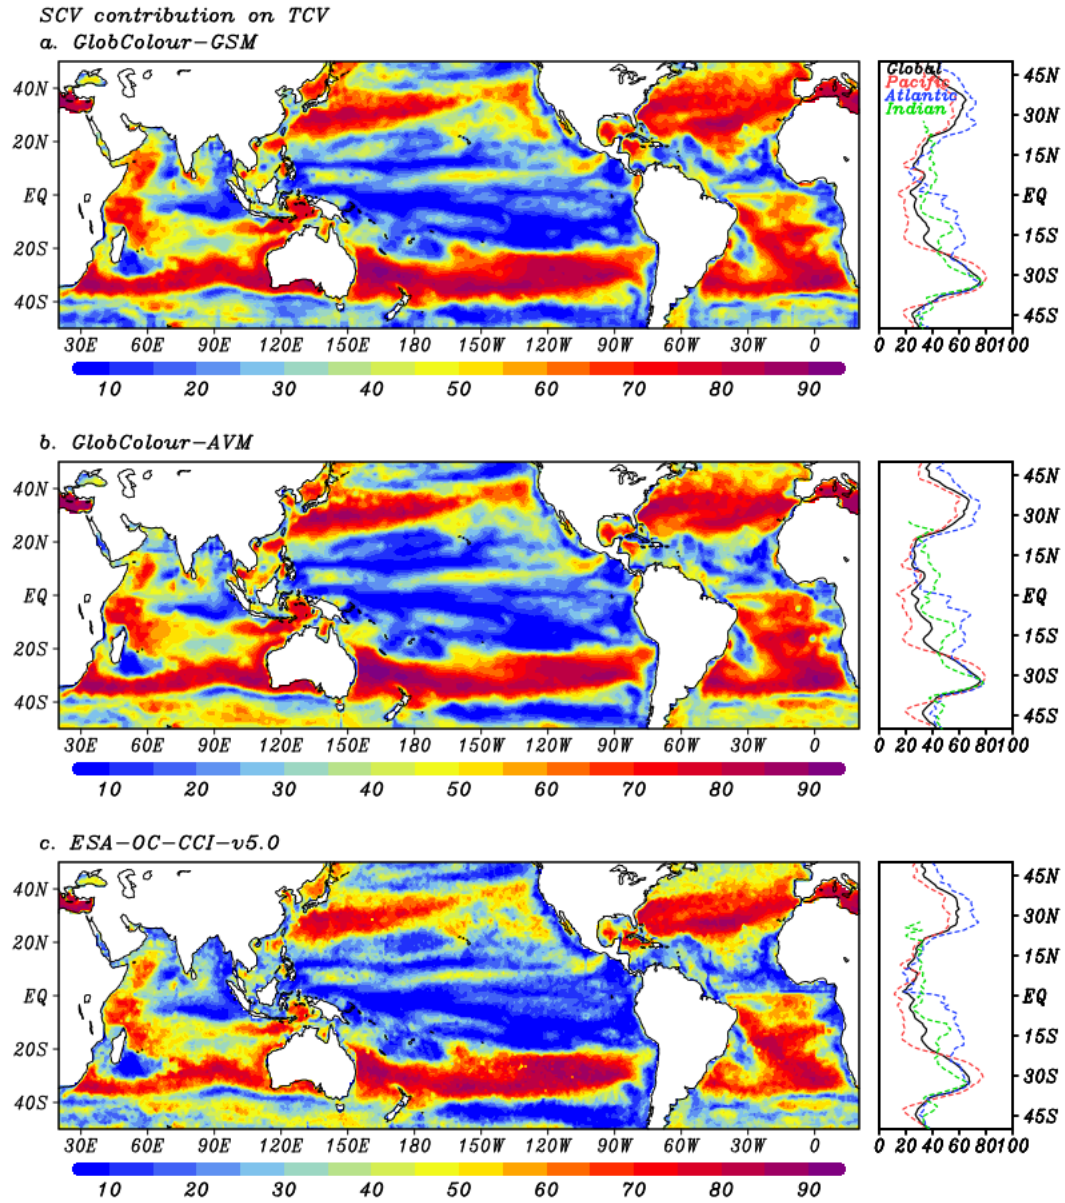 SCV contribution on TCV
a. GlobColour-GSM
Global
Pacific
Atlantic
Indian
40N
20N
EQ
20S
40S
45N
30N
15N
EQ
15S
30S
45S
30E 60E 90E 120E 150E 180 150W 120W 90W 60W 30W 0
0 20 40 60 80100
10 20 30 40 50 60 70 80 90
b. GlobColour-AVM
40N
20N
EQ
20S
40S
45N
30N
15N
EQ
15S
30S
45S
30E 60E 90E 120E 150E 180 150W 120W 90W 60W 30W 0
0 20 40 60 80100
10 20 30 40 50 60 70 80 90
c. ESA-OC-CCI-v5.0
40N
20N
EQ
20S
40S
45N
30N
15N
EQ
15S
30S
45S
30E 60E 90E 120E 150E 180 150W 120W 90W 60W 30W 0
0 20 40 60 80100
10 20 30 40 50 60 70 80 90